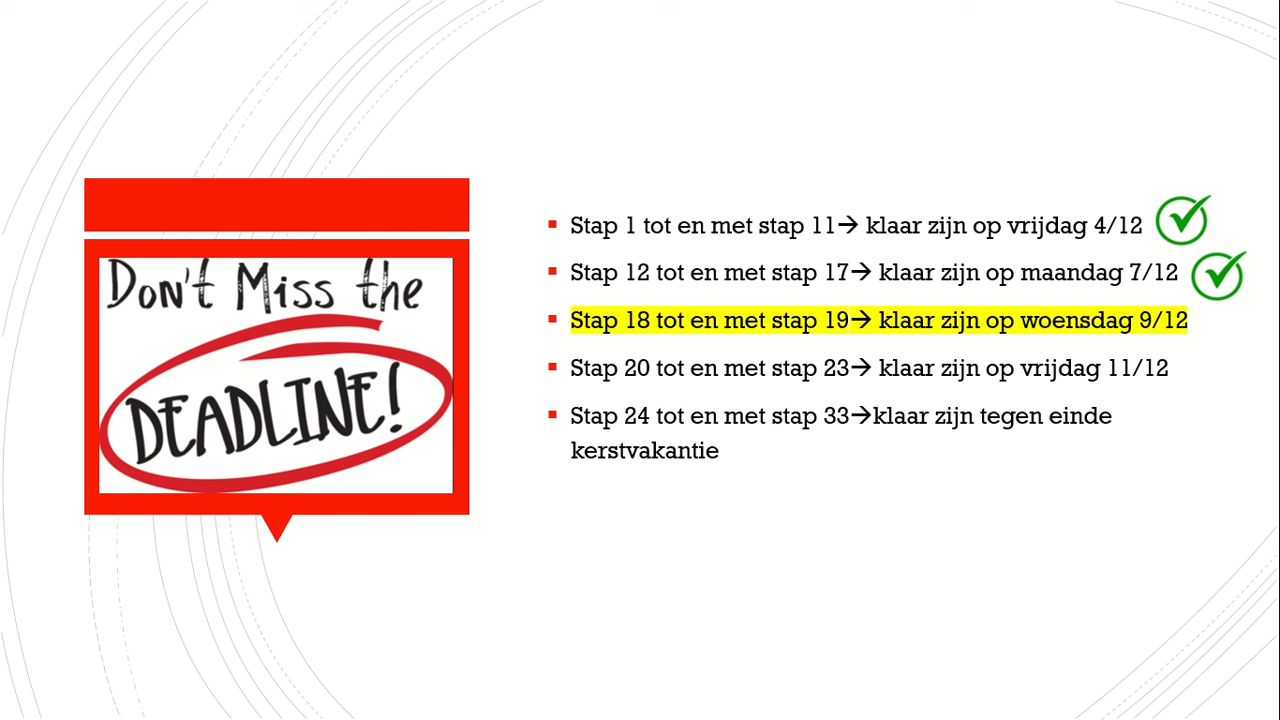 Don't Miss the
DEADLINE!
Stap 1 tot en met stap 11→ klaar zijn op vrijdag 4/12
Stap 12 tot en met stap 17→ klaar zijn op maandag 7/12
Stap 18 tot en met stap 19→ klaar zijn op woensdag 9/12
Stap 20 tot en met stap 23→ klaar zijn op vrijdag 11/12
Stap 24 tot en met stap 33→klaar zijn tegen einde
kerstvakantie